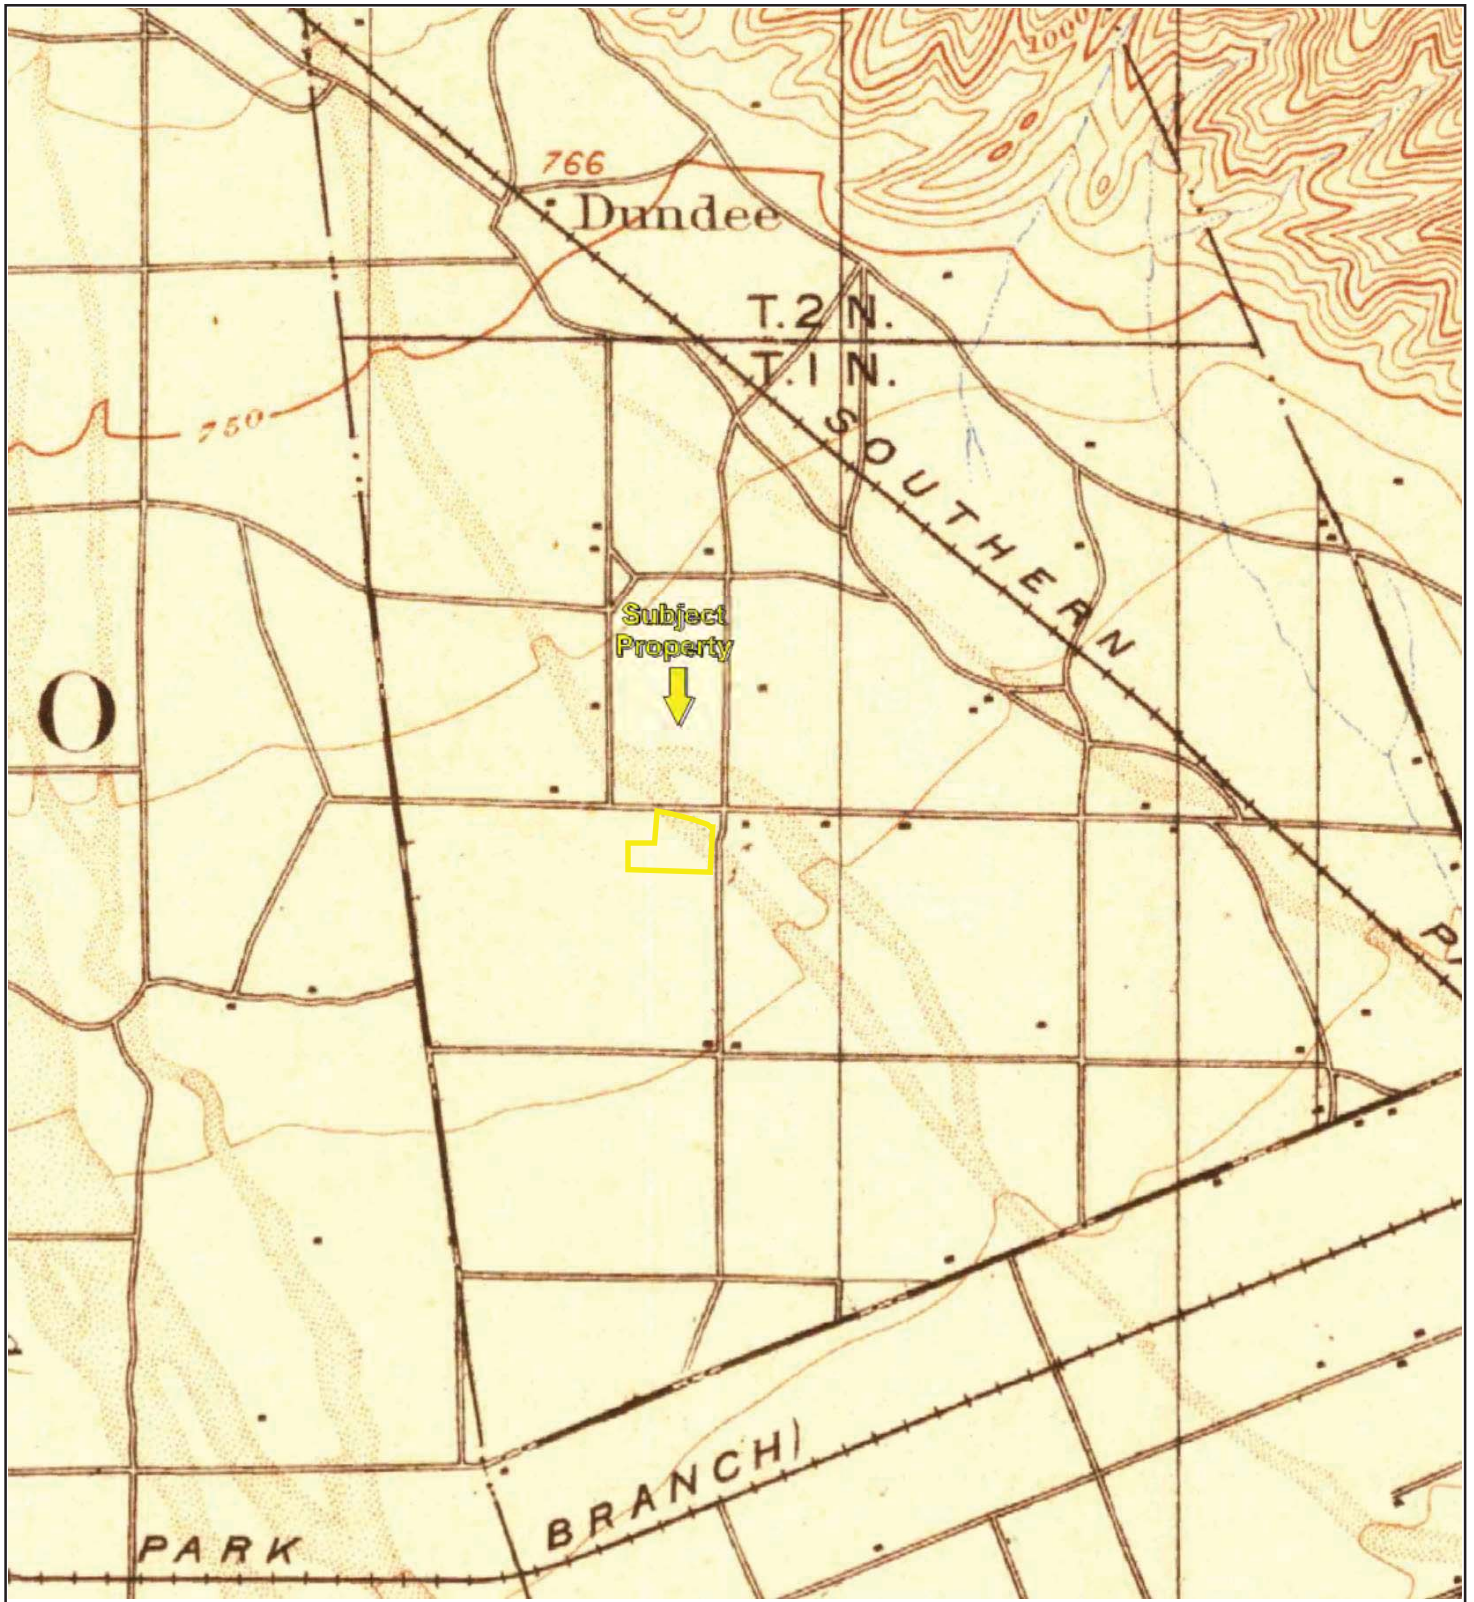 1000
766
Dundee
T. 2 N.
T. 1 N.
750
SOUTHERN
Subject
Property
O
P
BRANCH)
PARK